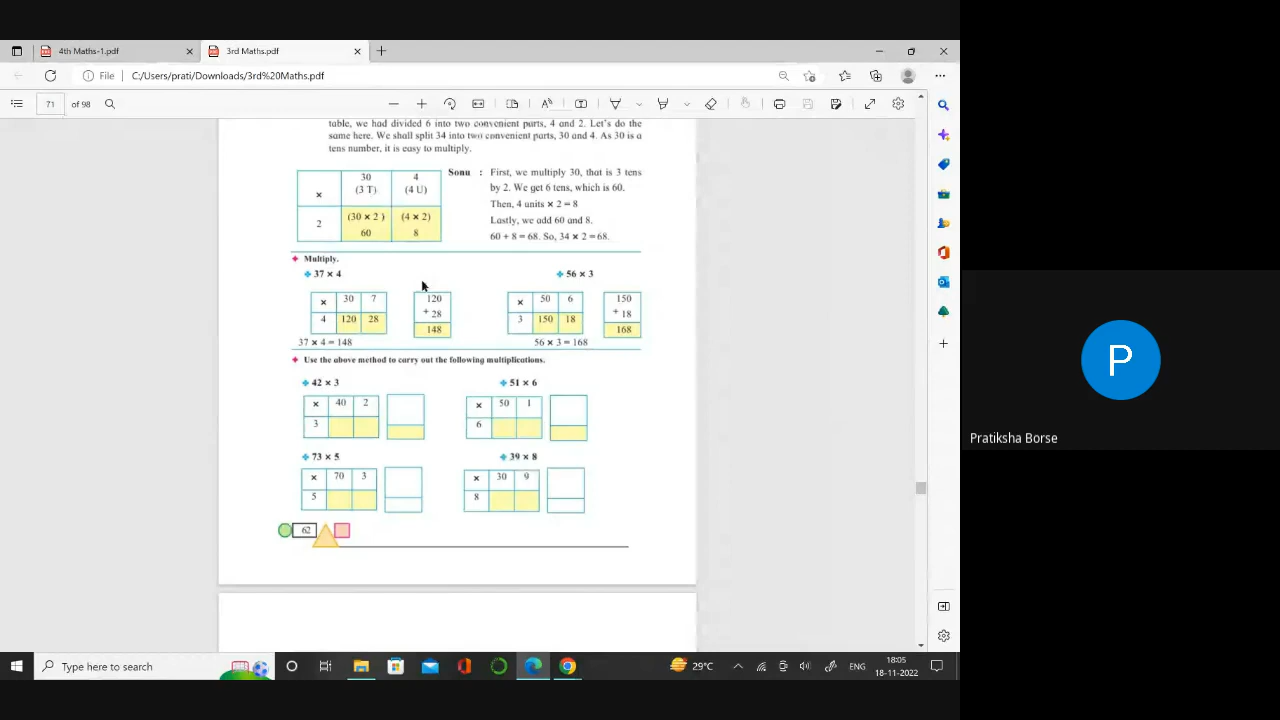 4th Maths-1.pdf
3rd Maths.pdf
File
C:/Users/prati/Downloads/3rd%20Maths.pdf
71 of 98
table, we had divided 6 into two convenient parts, 4 and 2. Let's do the
same here. We shall split 34 into two convenient parts, 30 and 4. As 30 is a
tens number, it is easy to multiply.
× 30 4
(3 T) (4 U)
2 (30 × 2 ) (4 × 2)
60 8
Sonu : First, we multiply 30, that is 3 tens
by 2. We get 6 tens, which is 60.
Then, 4 units × 2 = 8
Lastly, we add 60 and 8.
60 + 8 = 68. So, 34 × 2 = 68.
Multiply.
37 × 4
× 30 7
4 120 28
120
+ 28
148
37 × 4 = 148
56 × 3
× 50 6
3 150 18
150
+ 18
168
56 × 3 = 168
Use the above method to carry out the following multiplications.
42 × 3
× 40 2
3
51 × 6
× 50 1
6
73 × 5
× 70 3
5
39 × 8
× 30 9
8
62
P
Pratiksha Borse
Type here to search
29°C
ENG
18:05
18-11-2022